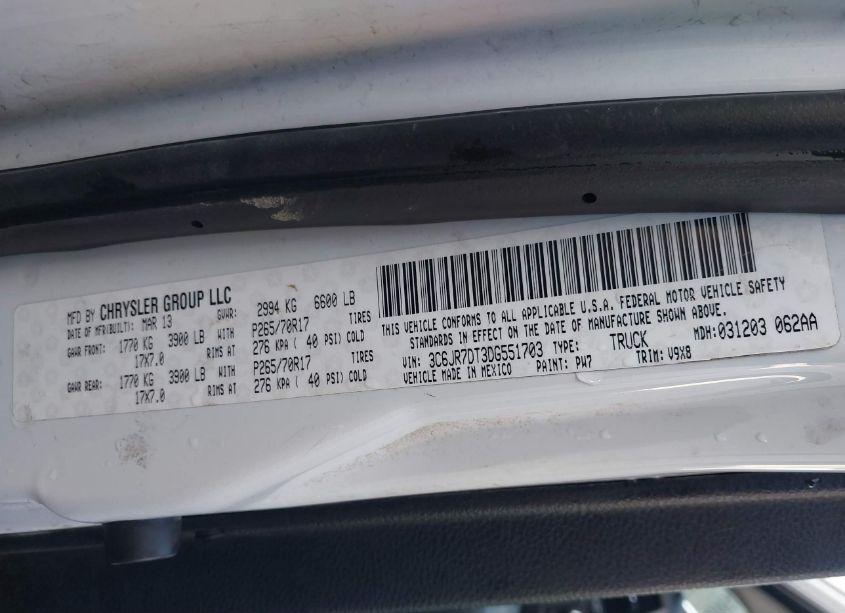 MFD BY CHRYSLER GROUP LLC
DATE OF MFR(BUILT): MAR 13 GVWR: 2994 KG 6600 LB
GAWR FRONT: 1770 KG 3900 LB WITH P265/70R17 TIRES
17X7.0 RIMS AT 276 KPA ( 40 PSI) COLD
GAWR REAR: 1770 KG 3900 LB WITH P265/70R17 TIRES
17X7.0 RIMS AT 276 KPA ( 40 PSI) COLD
THIS VEHICLE CONFORMS TO ALL APPLICABLE U.S.A. FEDERAL MOTOR VEHICLE SAFETY
STANDARDS IN EFFECT ON THE DATE OF MANUFACTURE SHOWN ABOVE.
VIN: 3C6JR7DT3DG551703 TYPE: TRUCK MDH: 031203 062AA
VEHICLE MADE IN MEXICO PAINT: PW7 TRIM: V9X8